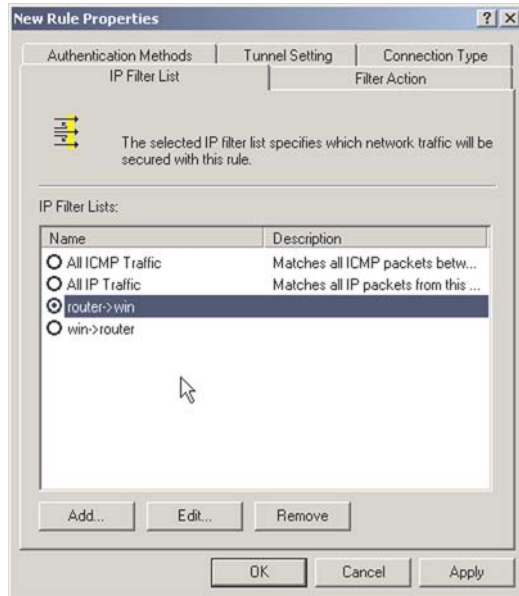 New Rule Properties
Authentication Methods Tunnel Setting Connection Type
IP Filter List Filter Action
The selected IP filter list specifies which network traffic will be
secured with this rule.
IP Filter Lists:
Name Description
All ICMP Traffic Matches all ICMP packets betw...
All IP Traffic Matches all IP packets from this ...
router->win
win->router
Add... Edit... Remove
OK Cancel Apply